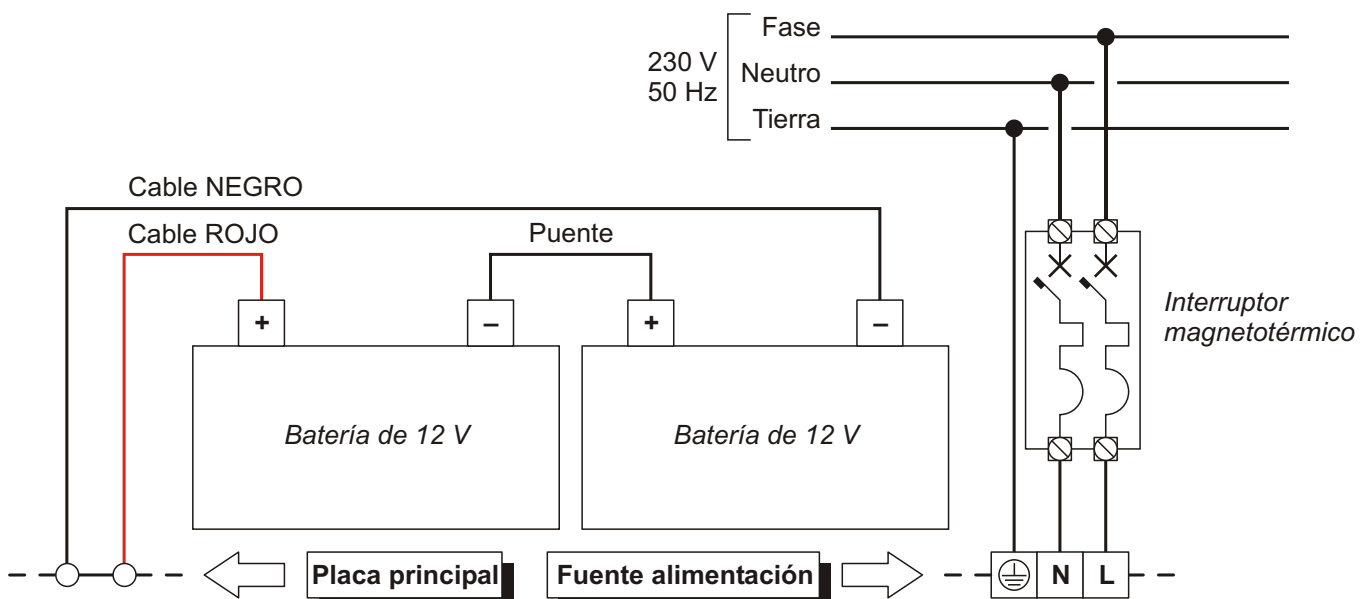 Fase
230 V
50 Hz
Neutro
Tierra
Cable NEGRO
Cable ROJO
Puente
+
–
+
–
Interruptor
magnetotérmico
Batería de 12 V
Batería de 12 V
Placa principal
Fuente alimentación
N
L